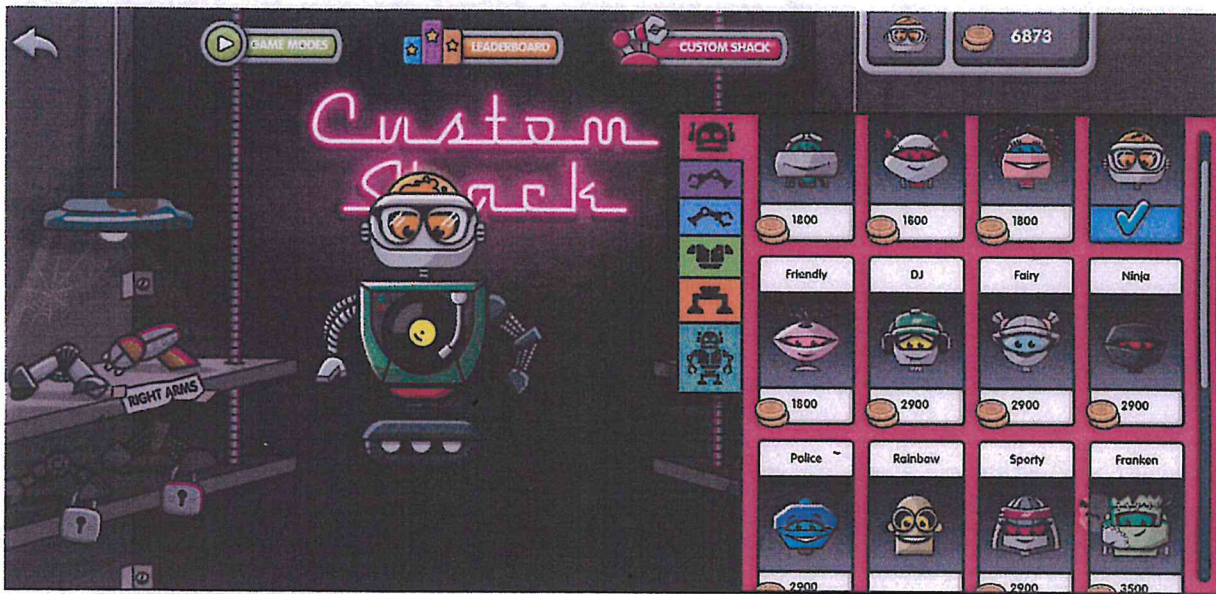 GAME MODES
LEADERBOARD
CUSTOM SHACK
6873
Custom
Shack
1800
1800
1800
Friendly
DJ
Fairy
Ninja
RIGHT ARMS
1800
2900
2900
2900
Police
Rainbaw
Sporty
Franken
2900
2900
3500